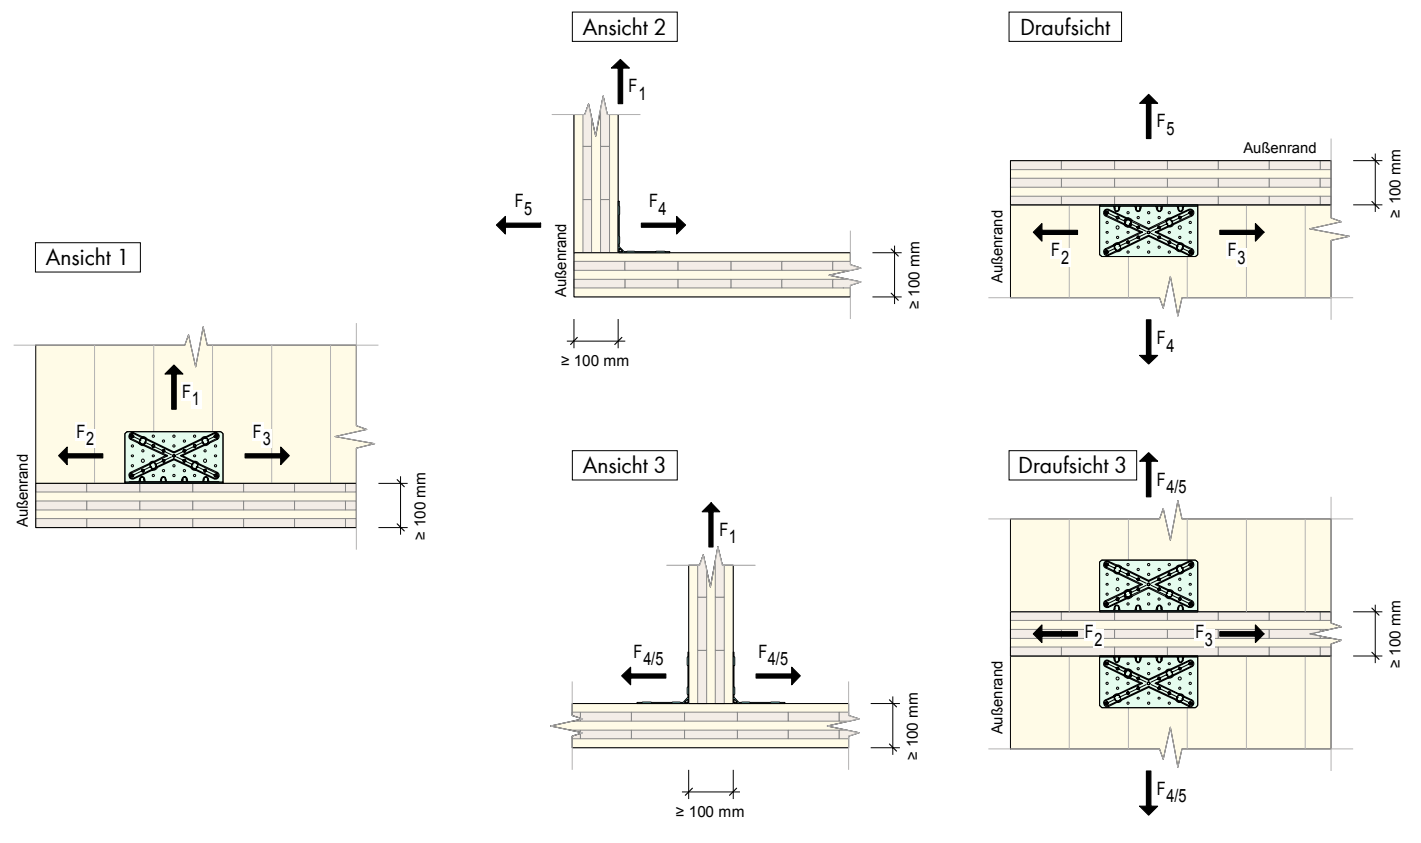 Ansicht 1
F1
F2
F3
Außenrand
≥ 100 mm
Ansicht 2
F1
F5
F4
Außenrand
≥ 100 mm
≥ 100 mm
Draufsicht
F5
Außenrand
≥ 100 mm
Außenrand
F2
F3
F4
Ansicht 3
F1
F4/5
F4/5
≥ 100 mm
≥ 100 mm
Draufsicht 3
F4/5
F2
F3
≥ 100 mm
Außenrand
F4/5